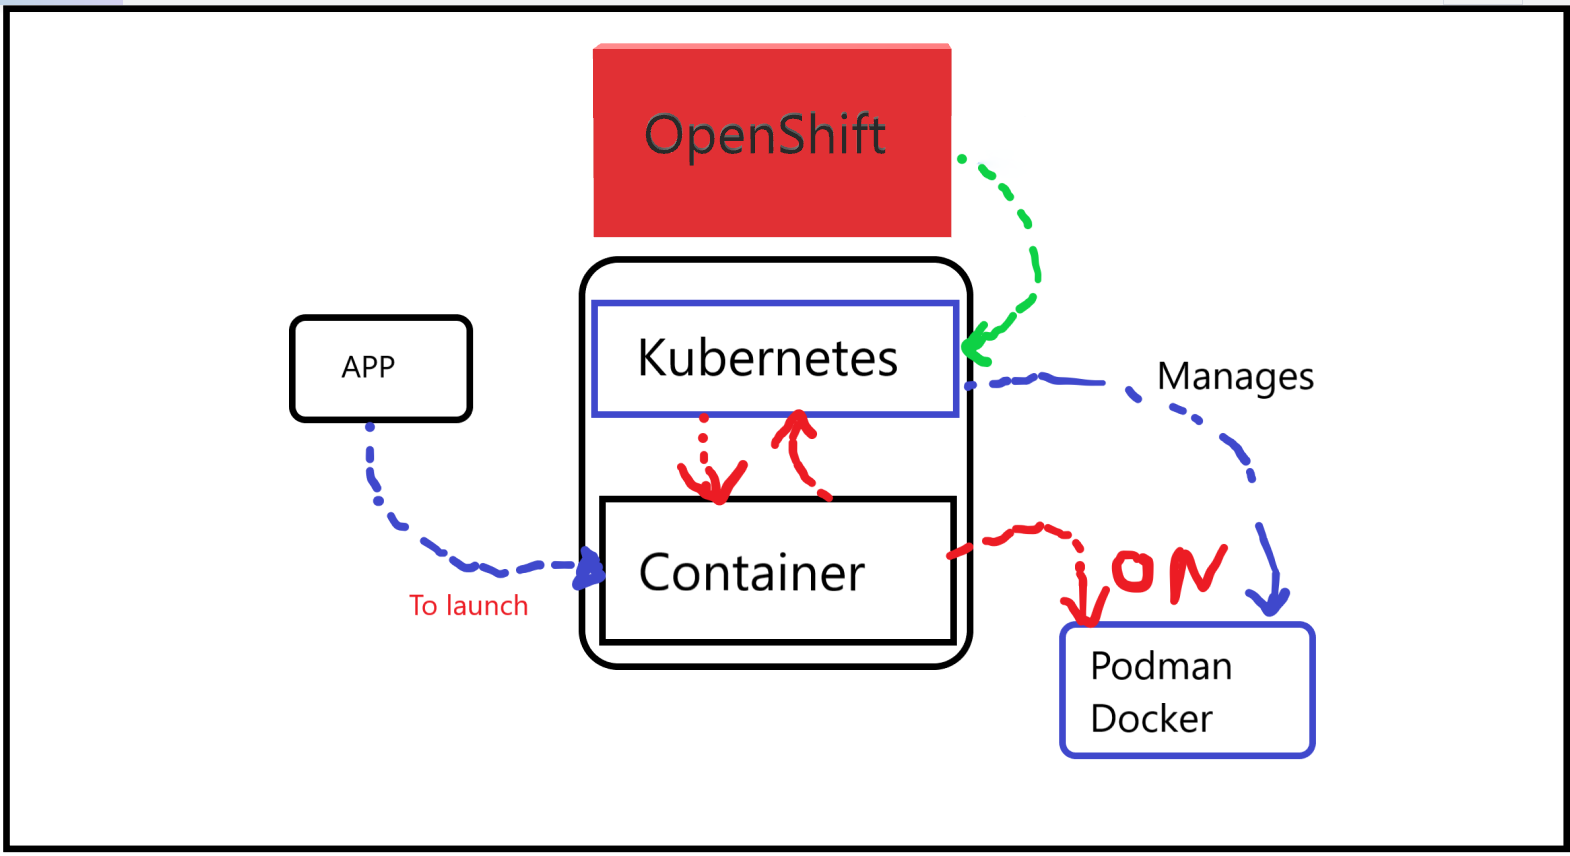 OpenShift
APP
Kubernetes
Manages
Container
To launch
ON
Podman
Docker